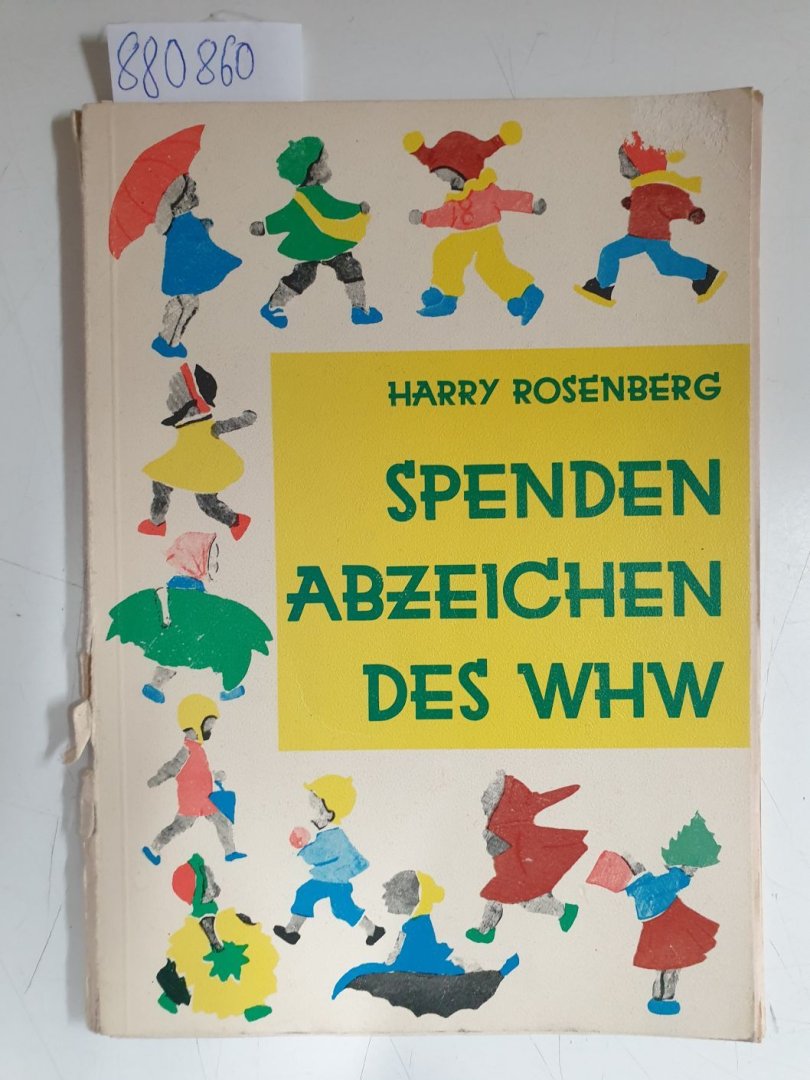 880860
HARRY ROSENBERG
SPENDEN
ABZEICHEN
DES WHW